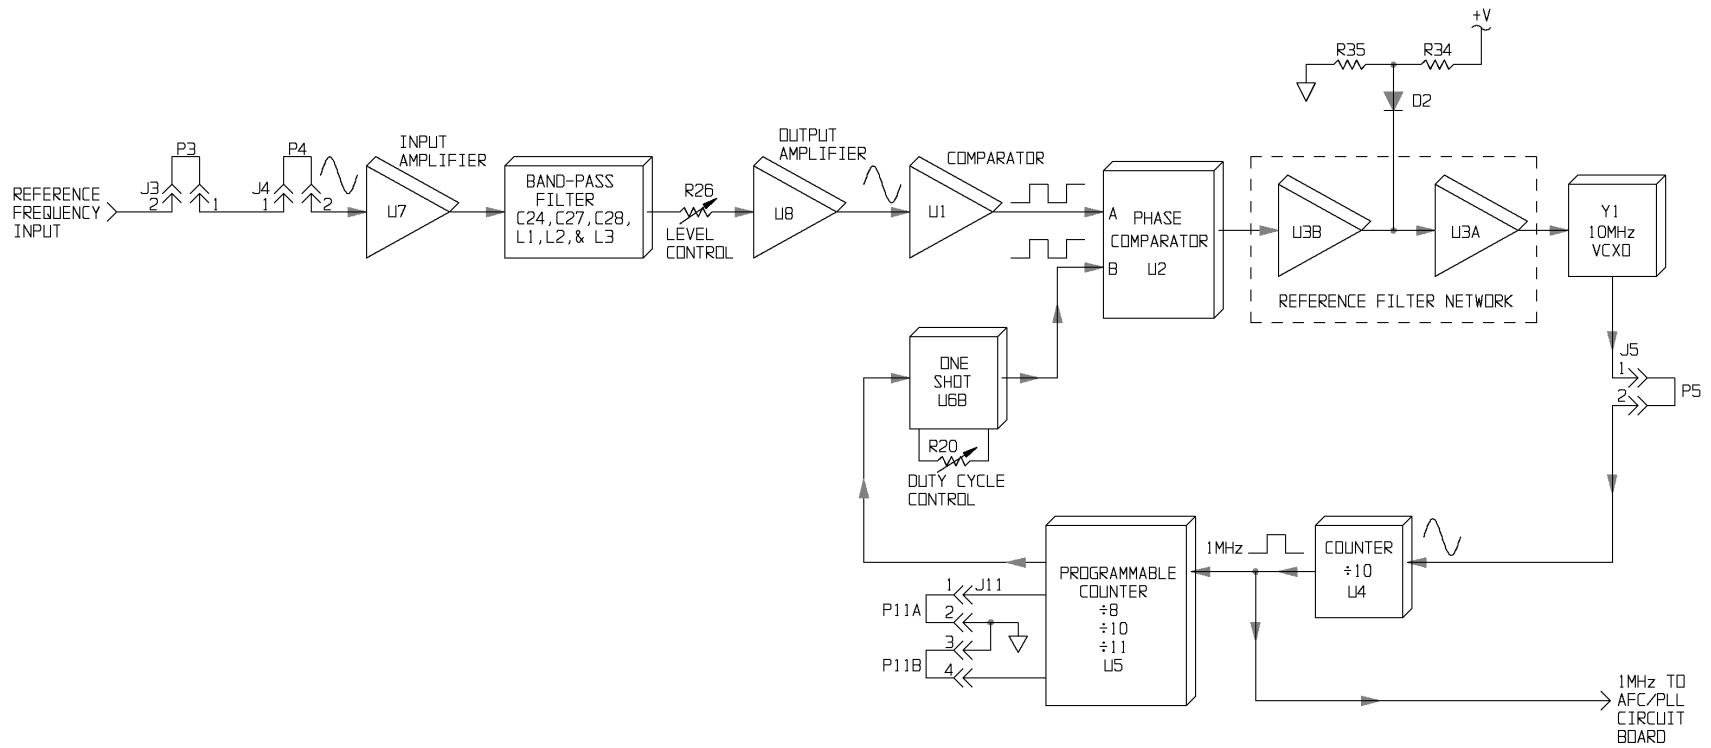 +V
R35
R34
D2
P3
P4
INPUT
AMPLIFIER
OUTPUT
AMPLIFIER
COMPARATOR
REFERENCE
FREQUENCY
INPUT
J3
2
1
J4
1
2
U7
BAND-PASS
FILTER
C24,C27,C28,
L1,L2,& L3
R26
LEVEL
CONTROL
U8
U1
A
B
PHASE
COMPARATOR
U2
U3B
U3A
REFERENCE FILTER NETWORK
Y1
10MHz
VCXO
J5
1
2
P5
ONE
SHOT
U6B
R20
DUTY CYCLE
CONTROL
PROGRAMMABLE
COUNTER
÷8
÷10
÷11
U5
1MHz
COUNTER
÷10
U4
1
J11
P11A
2
3
P11B
4
1MHz TO
AFC/PLL
CIRCUIT
BOARD